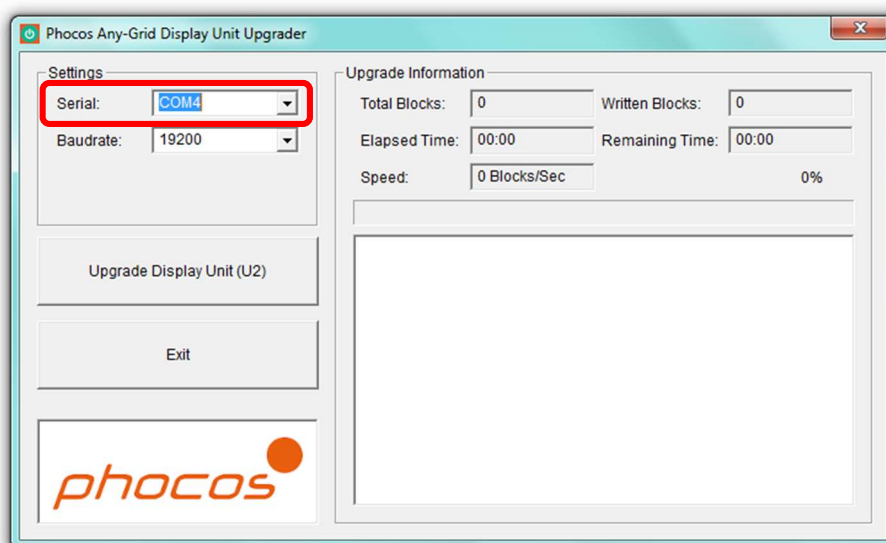 Phocos Any-Grid Display Unit Upgrader
Settings
Serial: COM4
Baudrate: 19200
Upgrade Display Unit (U2)
Exit
phocos
Upgrade Information
Total Blocks: 0 Written Blocks: 0
Elapsed Time: 00:00 Remaining Time: 00:00
Speed: 0 Blocks/Sec 0%